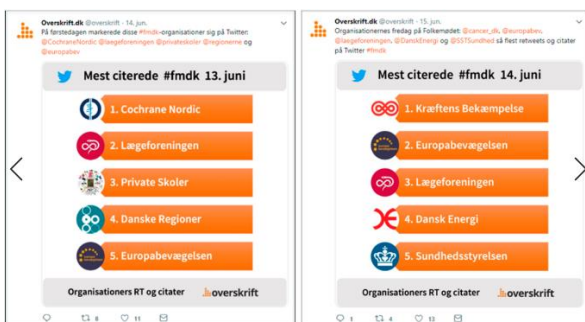 Overskrift.dk @overskrift · 14. jun.
På førstedagen markerede disse #fmdk-organisationer sig på Twitter:
@CochraneNordic @laegeforeningen @privateskoler @regionerne og
@europabev
Mest citerede #fmdk 13. juni
1. Cochrane Nordic
2. Lægeforeningen
3. Private Skoler
4. Danske Regioner
5. Europabevægelsen
Organisationers RT og citater overskrift
8 11
Overskrift.dk @overskrift · 15. jun.
Organisationernes fredag på Folkemødet: @cancer_dk, @europabev,
@laegeforeningen, @DanskEnergi og @SSTSundhed så flest retweets og citater
på Twitter #fmdk
Mest citerede #fmdk 14. juni
1. Kræftens Bekæmpelse
2. Europabevægelsen
3. Lægeforeningen
4. Dansk Energi
5. Sundhedsstyrelsen
Organisationers RT og citater overskrift
1 4 13